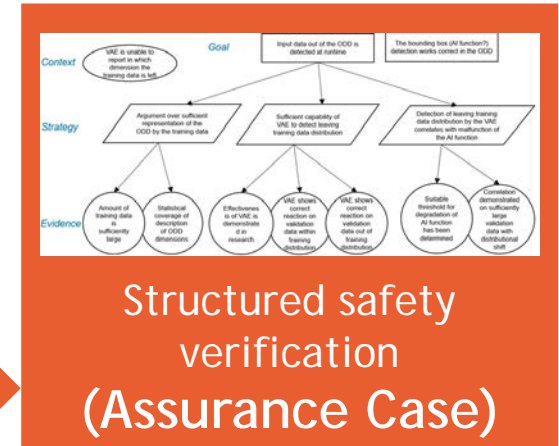 Context
VAE is unable to
report in which
dimension the
training data is left
Goal
Input data out of the ODD is
detected at runtime
The bounding box (AI function?)
detection works correct in the ODD
Strategy
Argument over sufficient
representation of the
ODD by the training data
Sufficient capability of
VAE to detect leaving
training data distribution
Detection of leaving training
data distribution by the VAE
correlates with malfunction of
the AI function
Evidence
Amount of
training data
is
sufficiently
large
Statistical
coverage of
description
of ODD
dimensions
Effectivenes
is of VAE is
demonstrate
d in
research
VAE shows
correct
reaction on
validation
data within
training
distribution
VAE shows
correct
reaction on
validation
data out of
training
distribution
Suitable
threshold for
degradation of
AI function
has been
determined
Correlation
demonstrated
on sufficiently
large
validation
data with
distributional
shift
Structured safety
verification
(Assurance Case)